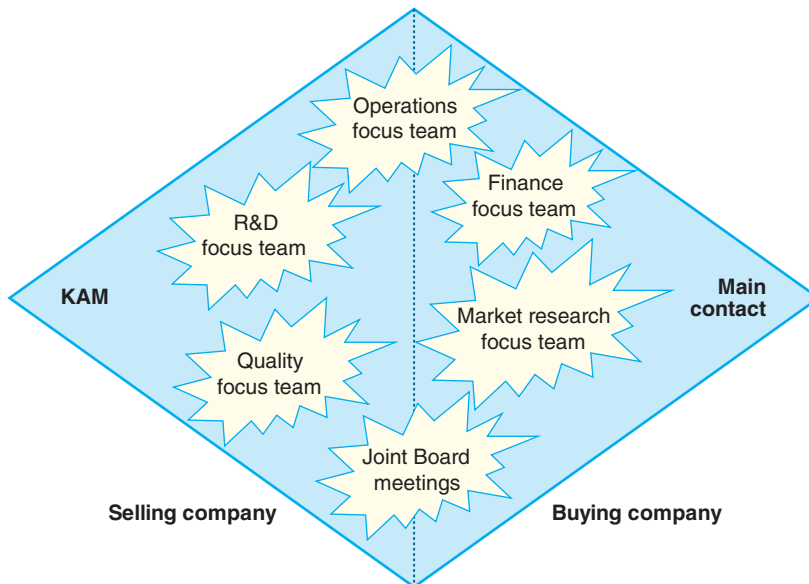 Operations
focus team
Finance
focus team
R&D
focus team
KAM
Main
contact
Market research
focus team
Quality
focus team
Joint Board
meetings
Selling company
Buying company